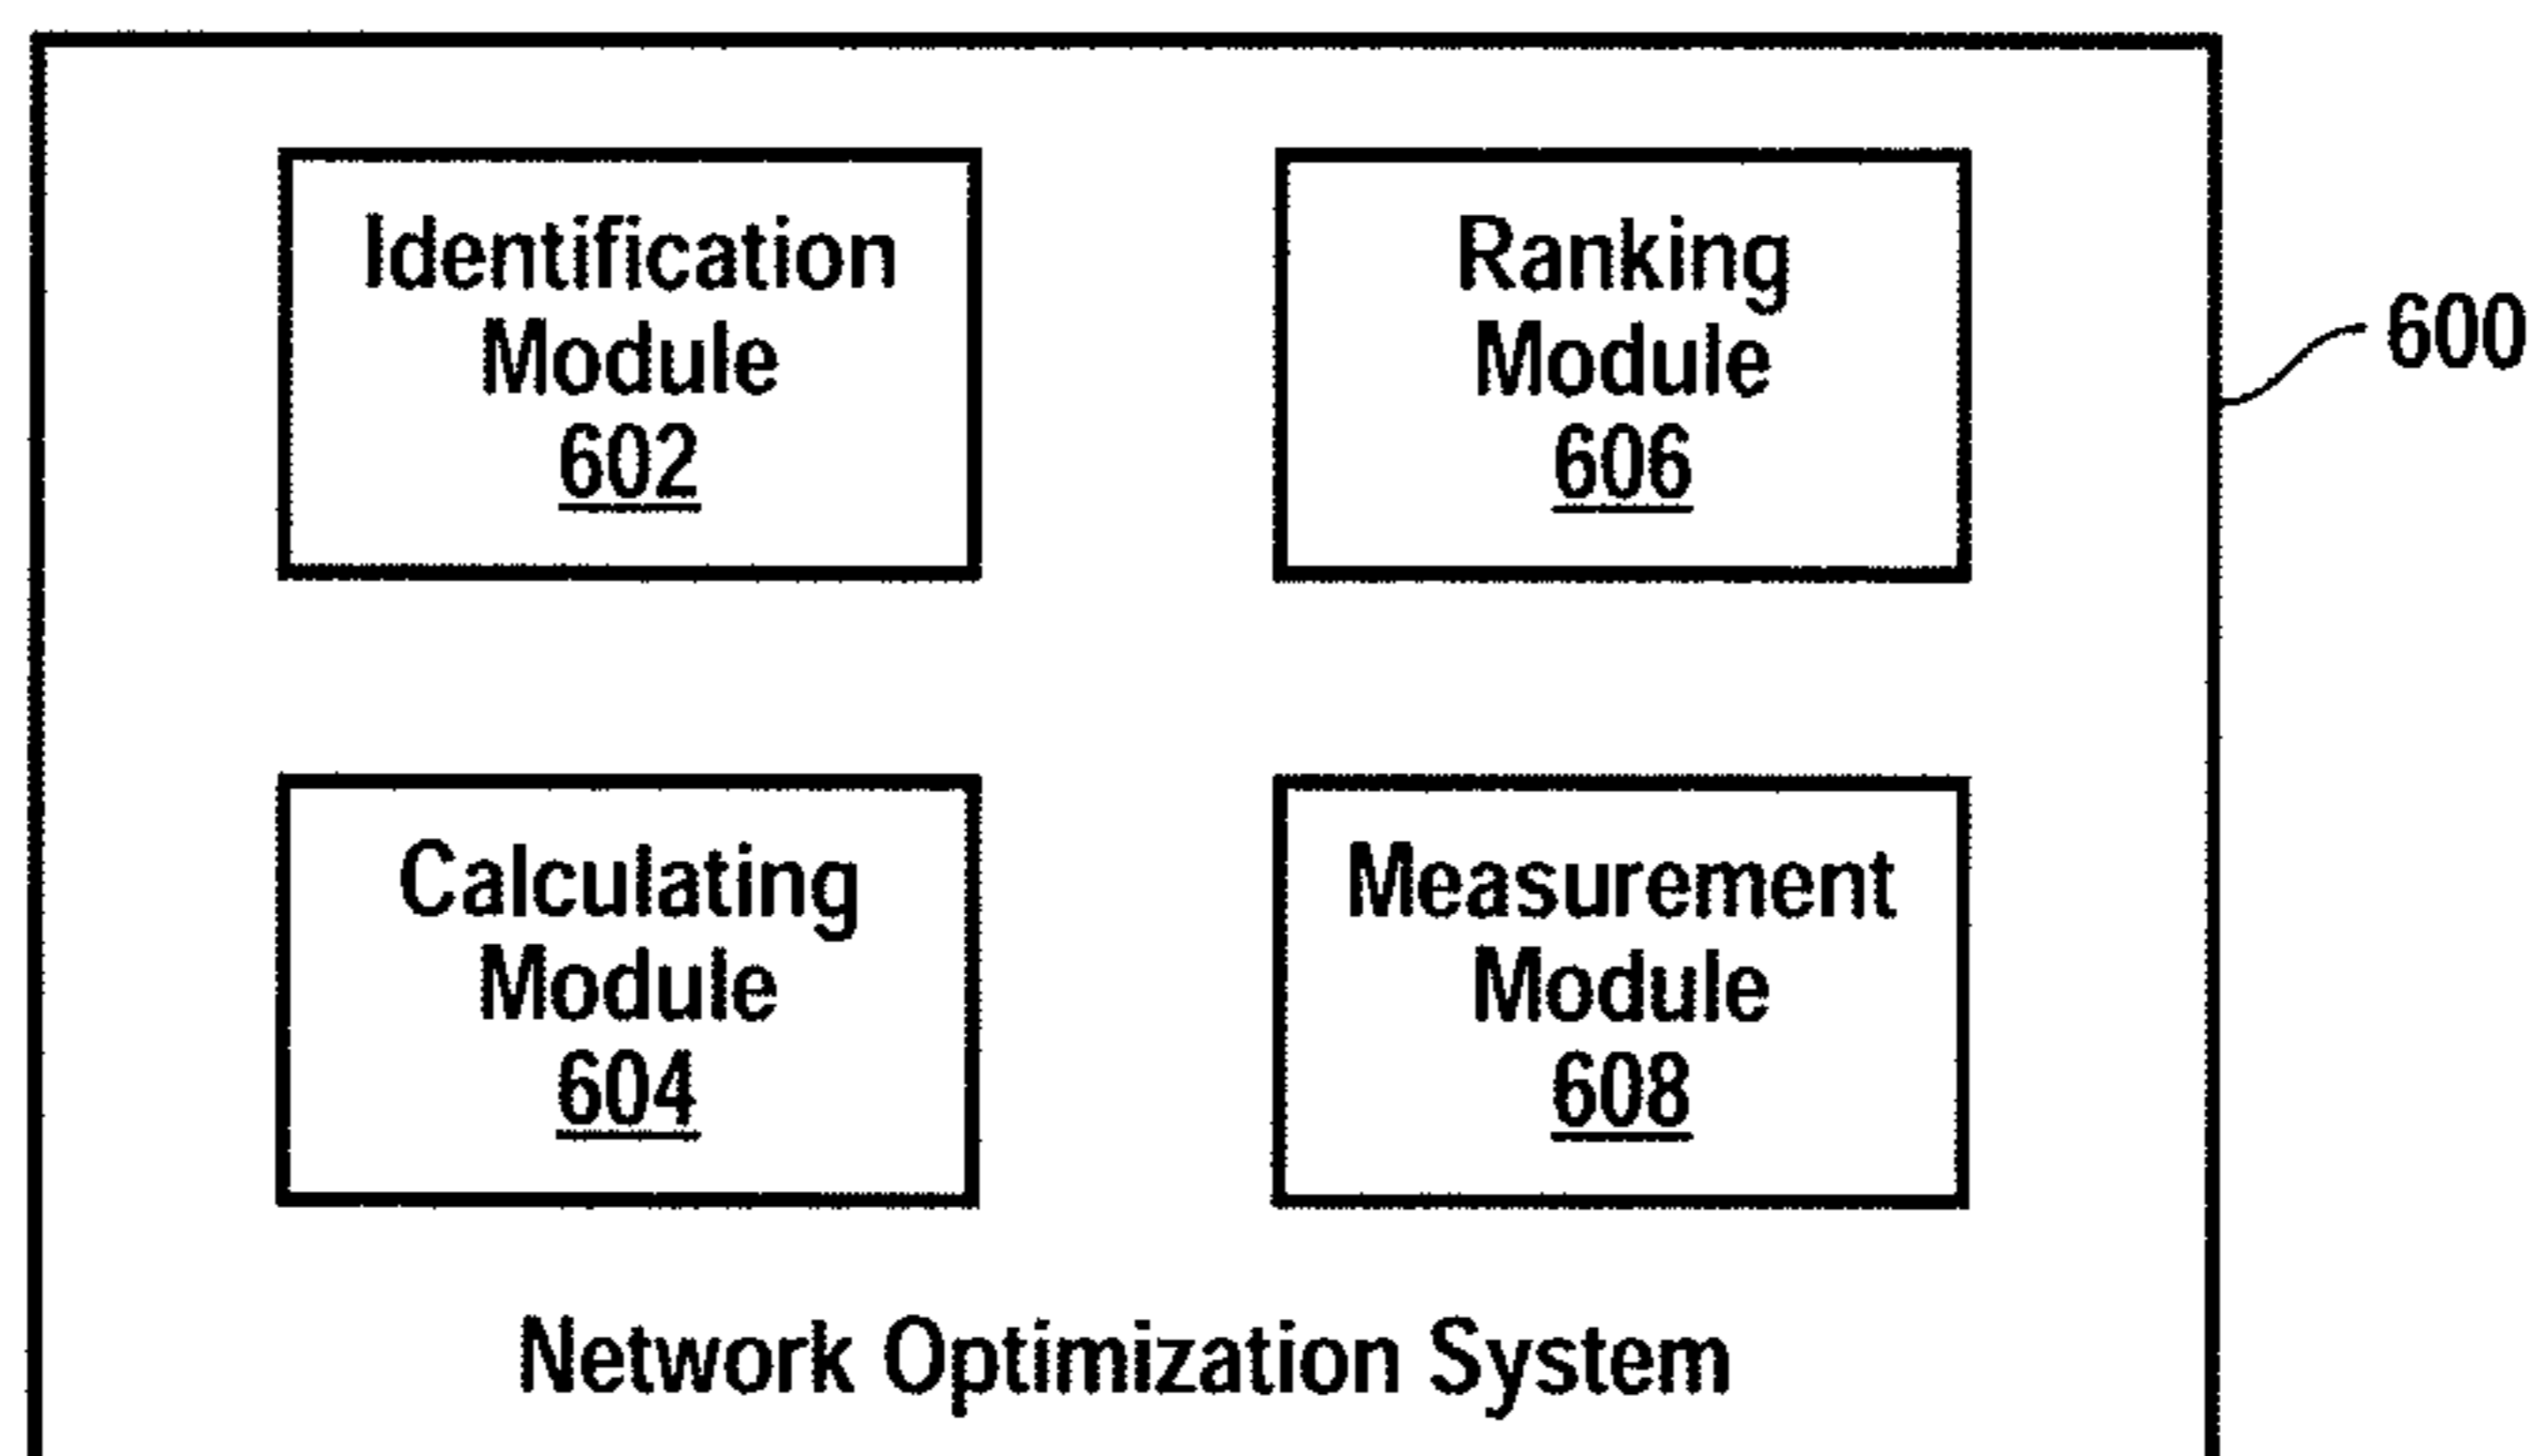 Identification
Module
602
Ranking
Module
606
600
Calculating
Module
604
Measurement
Module
608
Network Optimization System